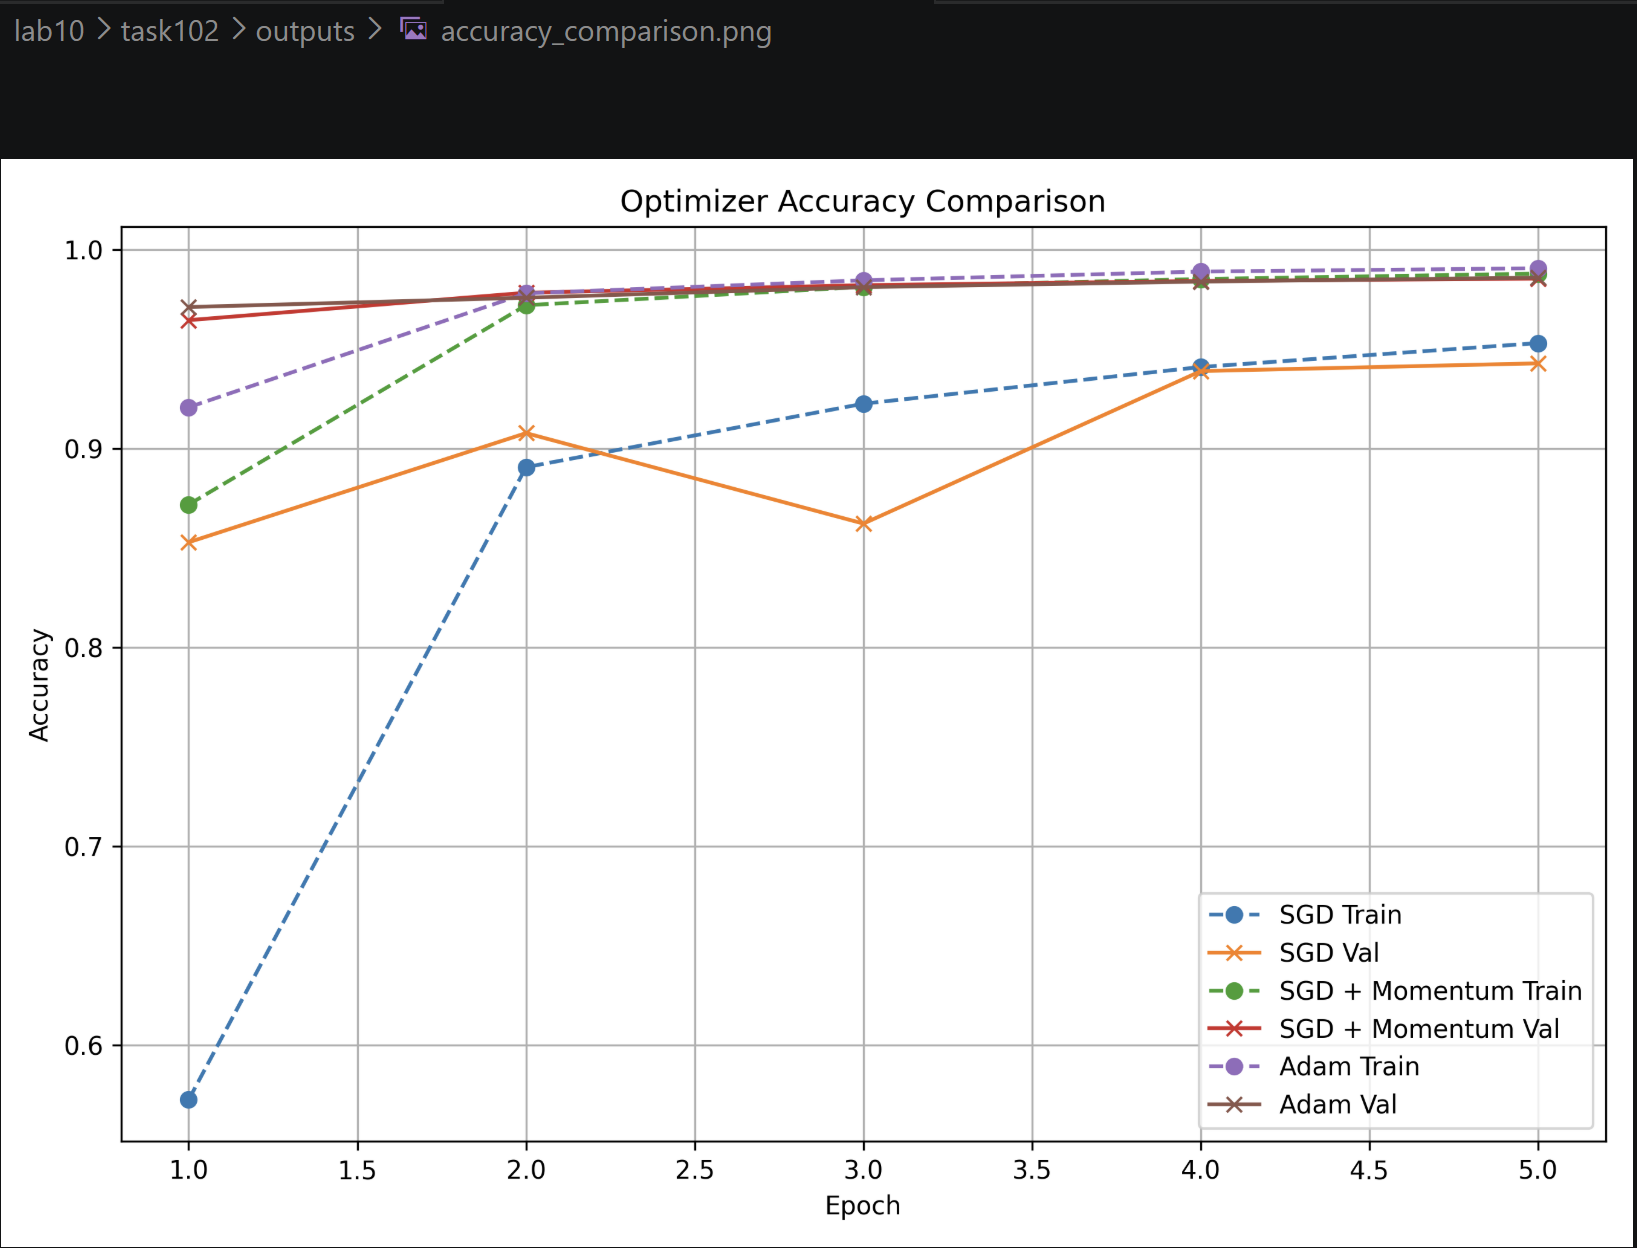 lab10 > task102 > outputs > accuracy_comparison.png
Optimizer Accuracy Comparison
1.0
0.9
0.8
0.7
0.6
Accuracy
SGD Train
SGD Val
SGD + Momentum Train
SGD + Momentum Val
Adam Train
Adam Val
1.0 1.5 2.0 2.5 3.0 3.5 4.0 4.5 5.0
Epoch